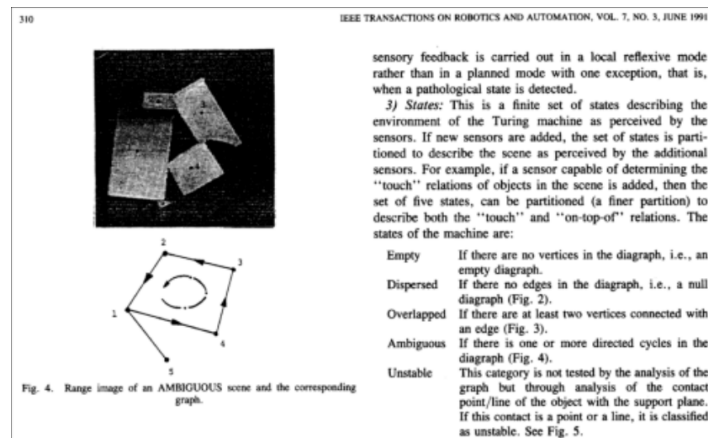 310
IEEE TRANSACTIONS ON ROBOTICS AND AUTOMATION, VOL. 7, NO. 3, JUNE 1991
2
3
1
4
5
Fig. 4. Range image of an AMBIGUOUS scene and the corresponding
graph.
sensory feedback is carried out in a local reflexive mode
rather than in a planned mode with one exception, that is,
when a pathological state is detected.
3) States: This is a finite set of states describing the
environment of the Turing machine as perceived by the
sensors. If new sensors are added, the set of states is parti-
tioned to describe the scene as perceived by the additional
sensors. For example, if a sensor capable of determining the
"touch" relations of objects in the scene is added, then the
set of five states, can be partitioned (a finer partition) to
describe both the "touch" and "on-top-of" relations. The
states of the machine are:
Empty If there are no vertices in the diagraph, i.e., an
empty diagraph.
Dispersed If there no edges in the diagraph, i.e., a null
diagraph (Fig. 2).
Overlapped If there are at least two vertices connected with
an edge (Fig. 3).
Ambiguous If there is one or more directed cycles in the
diagraph (Fig. 4).
Unstable This category is not tested by the analysis of the
graph but through analysis of the contact
point/line of the object with the support plane.
If this contact is a point or a line, it is classified
as unstable. See Fig. 5.